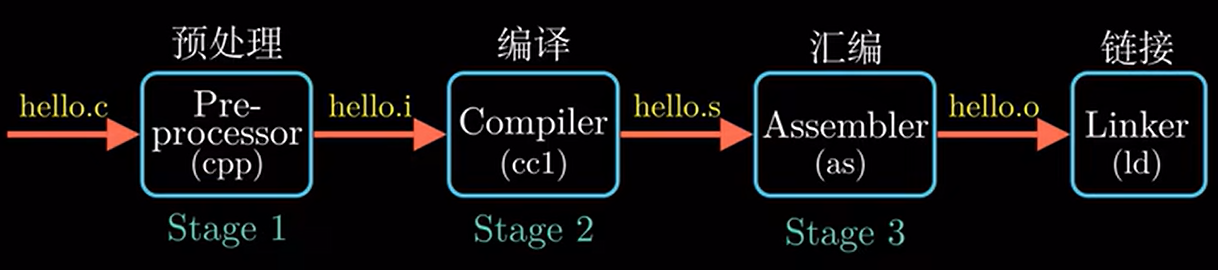 预处理
编译
汇编
链接
hello.c
Pre-
processor
(cpp)
hello.i
Compiler
(cc1)
hello.s
Assembler
(as)
hello.o
Linker
(ld)
Stage 1
Stage 2
Stage 3